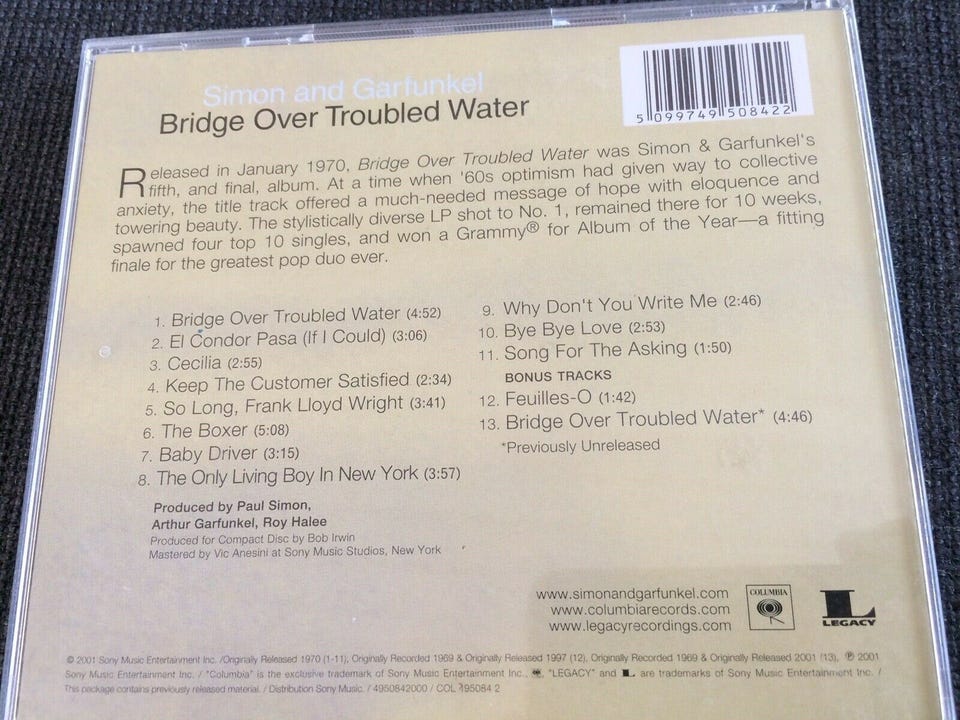 Simon and Garfunkel
Bridge Over Troubled Water
5 099749 508422
Released in January 1970, Bridge Over Troubled Water was Simon & Garfunkel's
fifth, and final, album. At a time when '60s optimism had given way to collective
anxiety, the title track offered a much-needed message of hope with eloquence and
towering beauty. The stylistically diverse LP shot to No. 1, remained there for 10 weeks,
spawned four top 10 singles, and won a Grammy® for Album of the Year—a fitting
finale for the greatest pop duo ever.
1. Bridge Over Troubled Water (4:52)
2. El Condor Pasa (If I Could) (3:06)
3. Cecilia (2:55)
4. Keep The Customer Satisfied (2:34)
5. So Long, Frank Lloyd Wright (3:41)
6. The Boxer (5:08)
7. Baby Driver (3:15)
8. The Only Living Boy In New York (3:57)
9. Why Don't You Write Me (2:46)
10. Bye Bye Love (2:53)
11. Song For The Asking (1:50)
BONUS TRACKS
12. Feuilles-O (1:42)
13. Bridge Over Troubled Water* (4:46)
*Previously Unreleased
Produced by Paul Simon,
Arthur Garfunkel, Roy Halee
Produced for Compact Disc by Bob Irwin
Mastered by Vic Anesini at Sony Music Studios, New York
www.simonandgarfunkel.com
www.columbiarecords.com
www.legacyrecordings.com
COLUMBIA
L
LEGACY
© 2001 Sony Music Entertainment Inc. /Originally Released 1970 (1-11), Originally Recorded 1969 & Originally Released 1997 (12), Originally Recorded 1969 & Originally Released 2001 (13), ℗ 2001
Sony Music Entertainment Inc. / "Columbia" is the exclusive trademark of Sony Music Entertainment Inc., "LEGACY" and L are trademarks of Sony Music Entertainment Inc. /
This package contains previously released material. / Distribution Sony Music. / 4950842000 / COL 495084 2